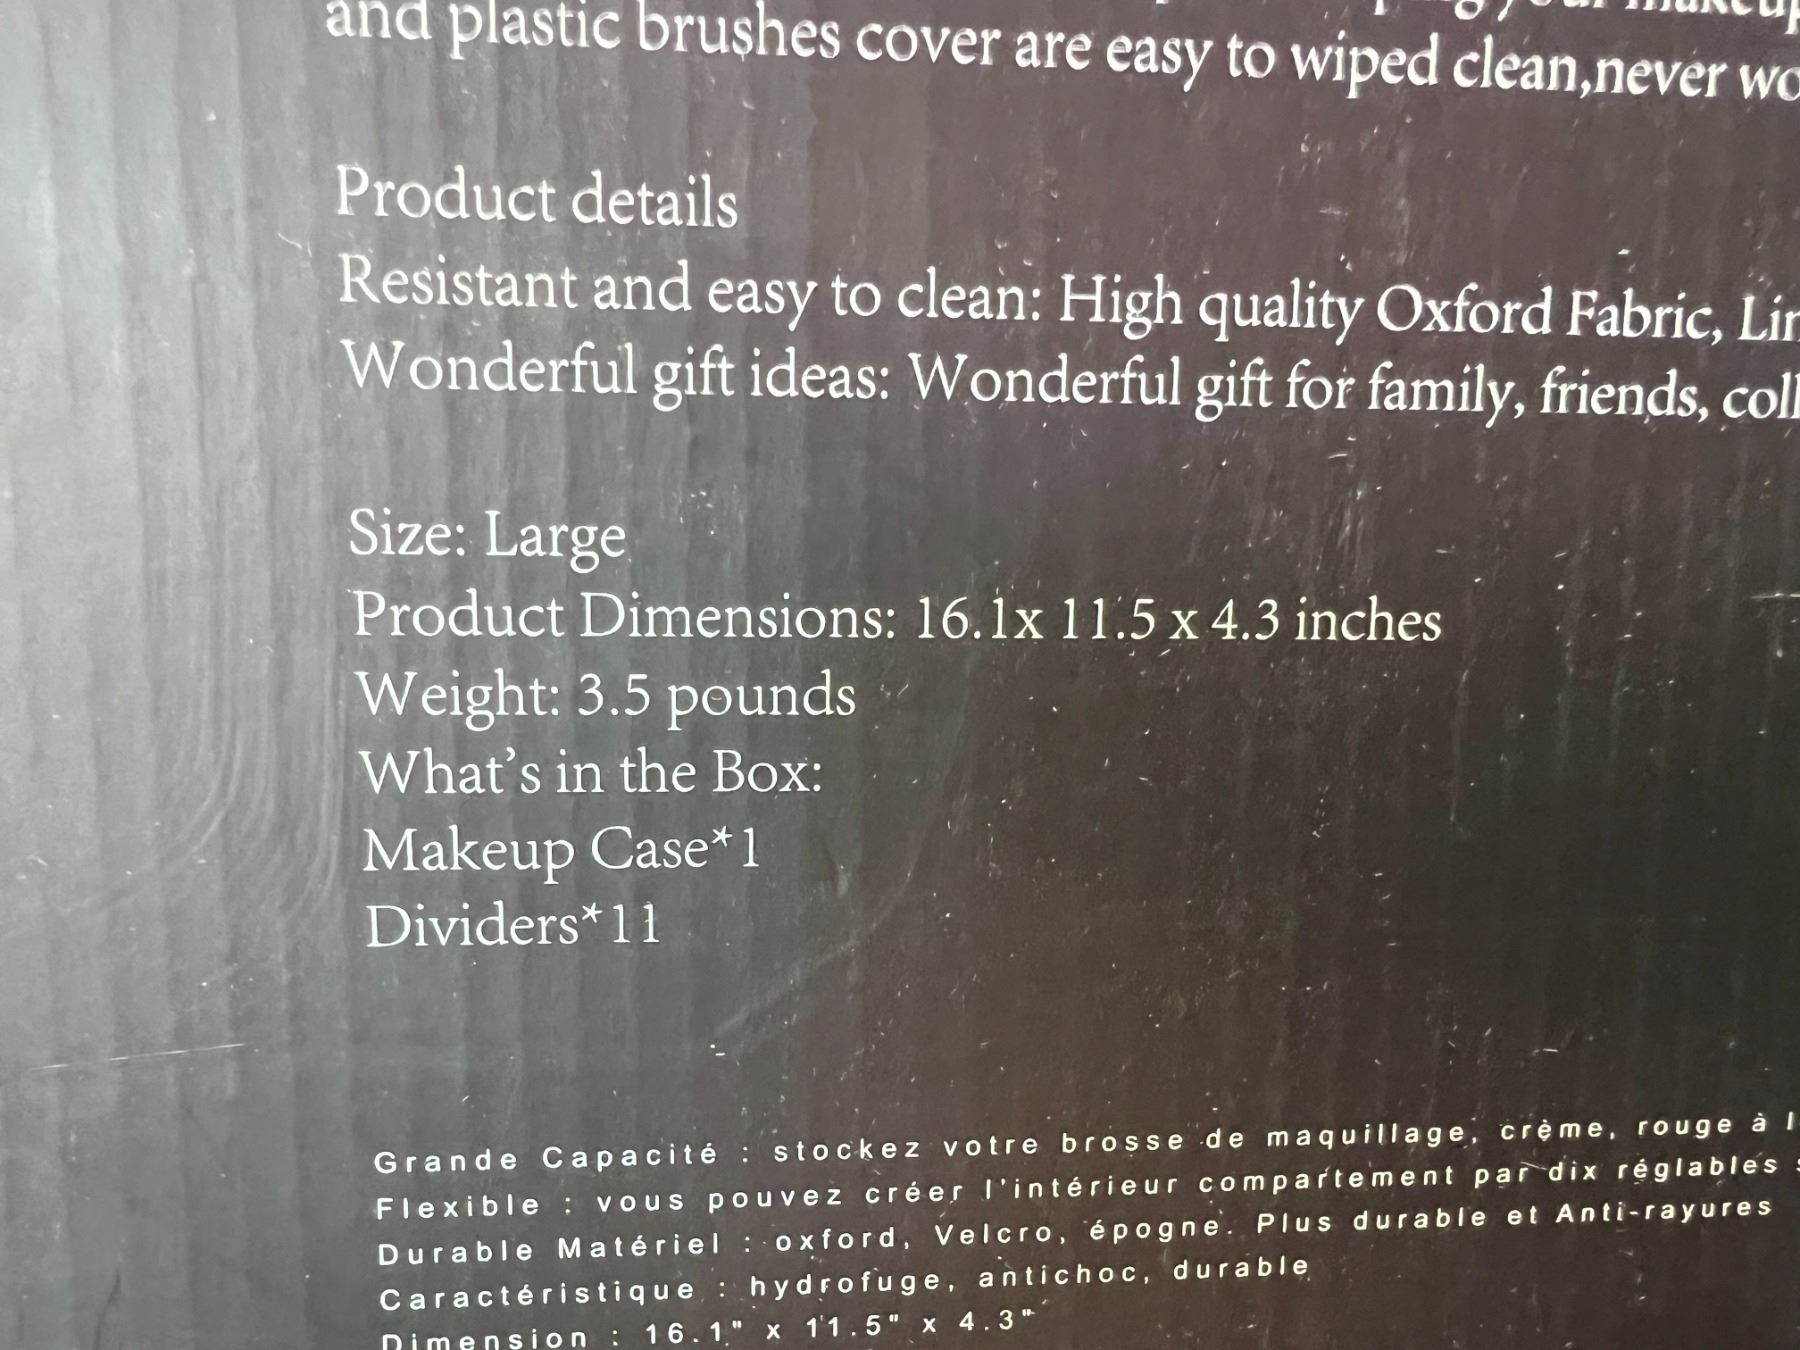 and plastic brushes cover are easy to wiped clean,never
Product details
Resistant and easy to clean: High quality Oxford Fabric,
Wonderful gift ideas: Wonderful gift for family, friends,
Size: Large
Product Dimensions: 16.1x 11.5 x 4.3 inches
Weight: 3.5 pounds
What's in the Box:
Makeup Case*1
Dividers*11
Grande Capacité : stockez votre brosse de maquillage, crème, rouge à
Flexible : vous pouvez créer l'intérieur compartement par dix réglables
Durable Matériel : oxford, Velcro, épogne. Plus durable et Anti-rayures
Caractéristique : hydrofuge, antichoc, durable
Dimension : 16.1" x 11.5" x 4.3"